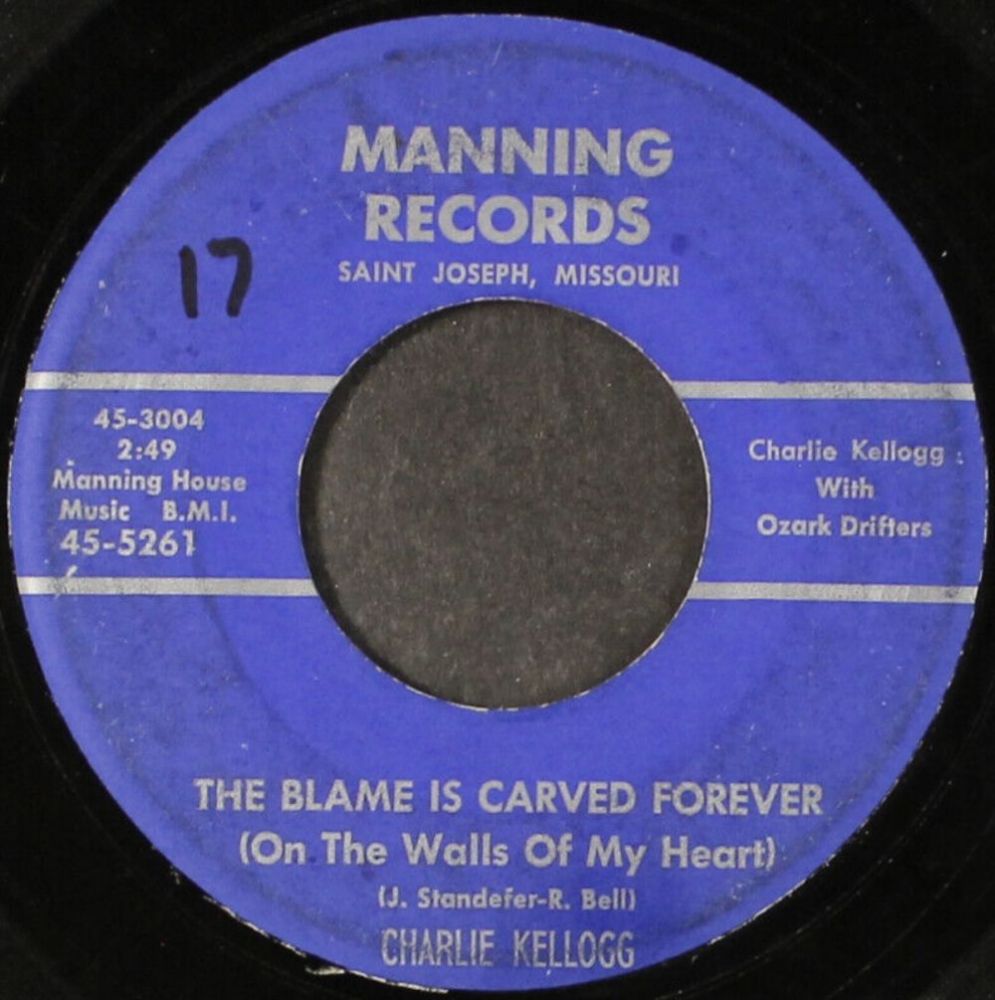 MANNING
RECORDS
SAINT JOSEPH, MISSOURI
17
45-3004
2:49
Manning House
Music B.M.I.
45-5261
Charlie Kellogg
With
Ozark Drifters
THE BLAME IS CARVED FOREVER
(On The Walls Of My Heart)
(J. Standefer-R. Bell)
CHARLIE KELLOGG